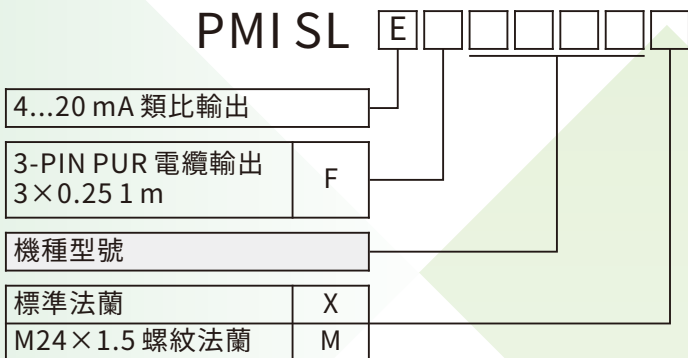 PMI SL E
4...20 mA 類比輸出
3-PIN PUR 電纜輸出
3×0.25 1 m
F
機種型號
標準法蘭 X
M24×1.5 螺紋法蘭 M